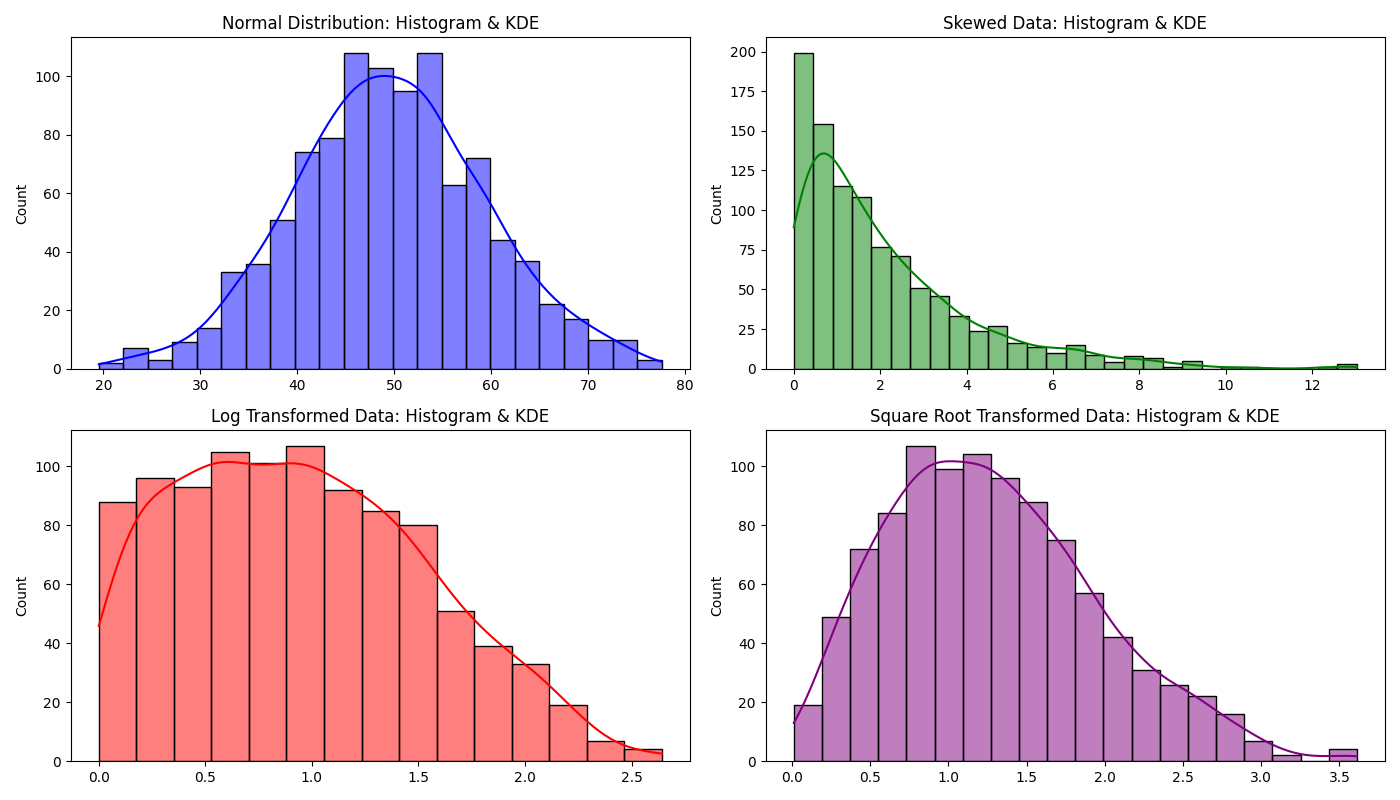 Normal Distribution: Histogram & KDE
Count
100
80
60
40
20
0
20 30 40 50 60 70 80
Skewed Data: Histogram & KDE
Count
200
175
150
125
100
75
50
25
0
0 2 4 6 8 10 12
Log Transformed Data: Histogram & KDE
Count
100
80
60
40
20
0
0.0 0.5 1.0 1.5 2.0 2.5
Square Root Transformed Data: Histogram & KDE
Count
100
80
60
40
20
0
0.0 0.5 1.0 1.5 2.0 2.5 3.0 3.5